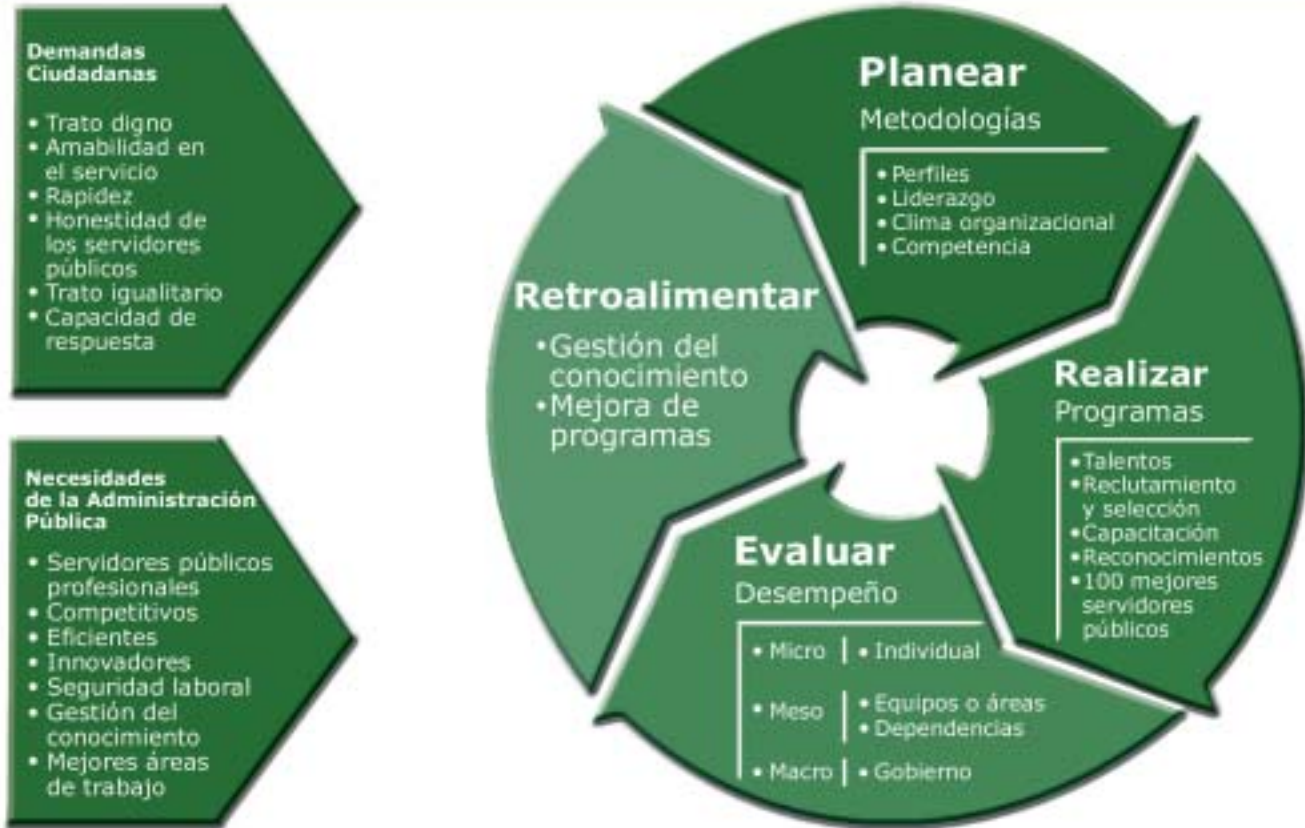 Demandas
Ciudadanas
• Trato digno
• Amabilidad en
el servicio
• Rapidez
• Honestidad de
los servidores
públicos
• Trato igualitario
• Capacidad de
respuesta
Necesidades
de la Administración
Pública
• Servidores públicos
profesionales
• Competitivos
• Eficientes
• Innovadores
• Seguridad laboral
• Gestión del
conocimiento
• Mejores áreas
de trabajo
Planear
Metodologías
• Perfiles
• Liderazgo
• Clima organizacional
• Competencia
Realizar
Programas
• Talentos
• Reclutamiento
y selección
• Capacitación
• Reconocimientos
• 100 mejores
servidores
públicos
Evaluar
Desempeño
• Micro | • Individual
• Meso | • Equipos o áreas
• Dependencias
• Macro | • Gobierno
Retroalimentar
• Gestión del
conocimiento
• Mejora de
programas